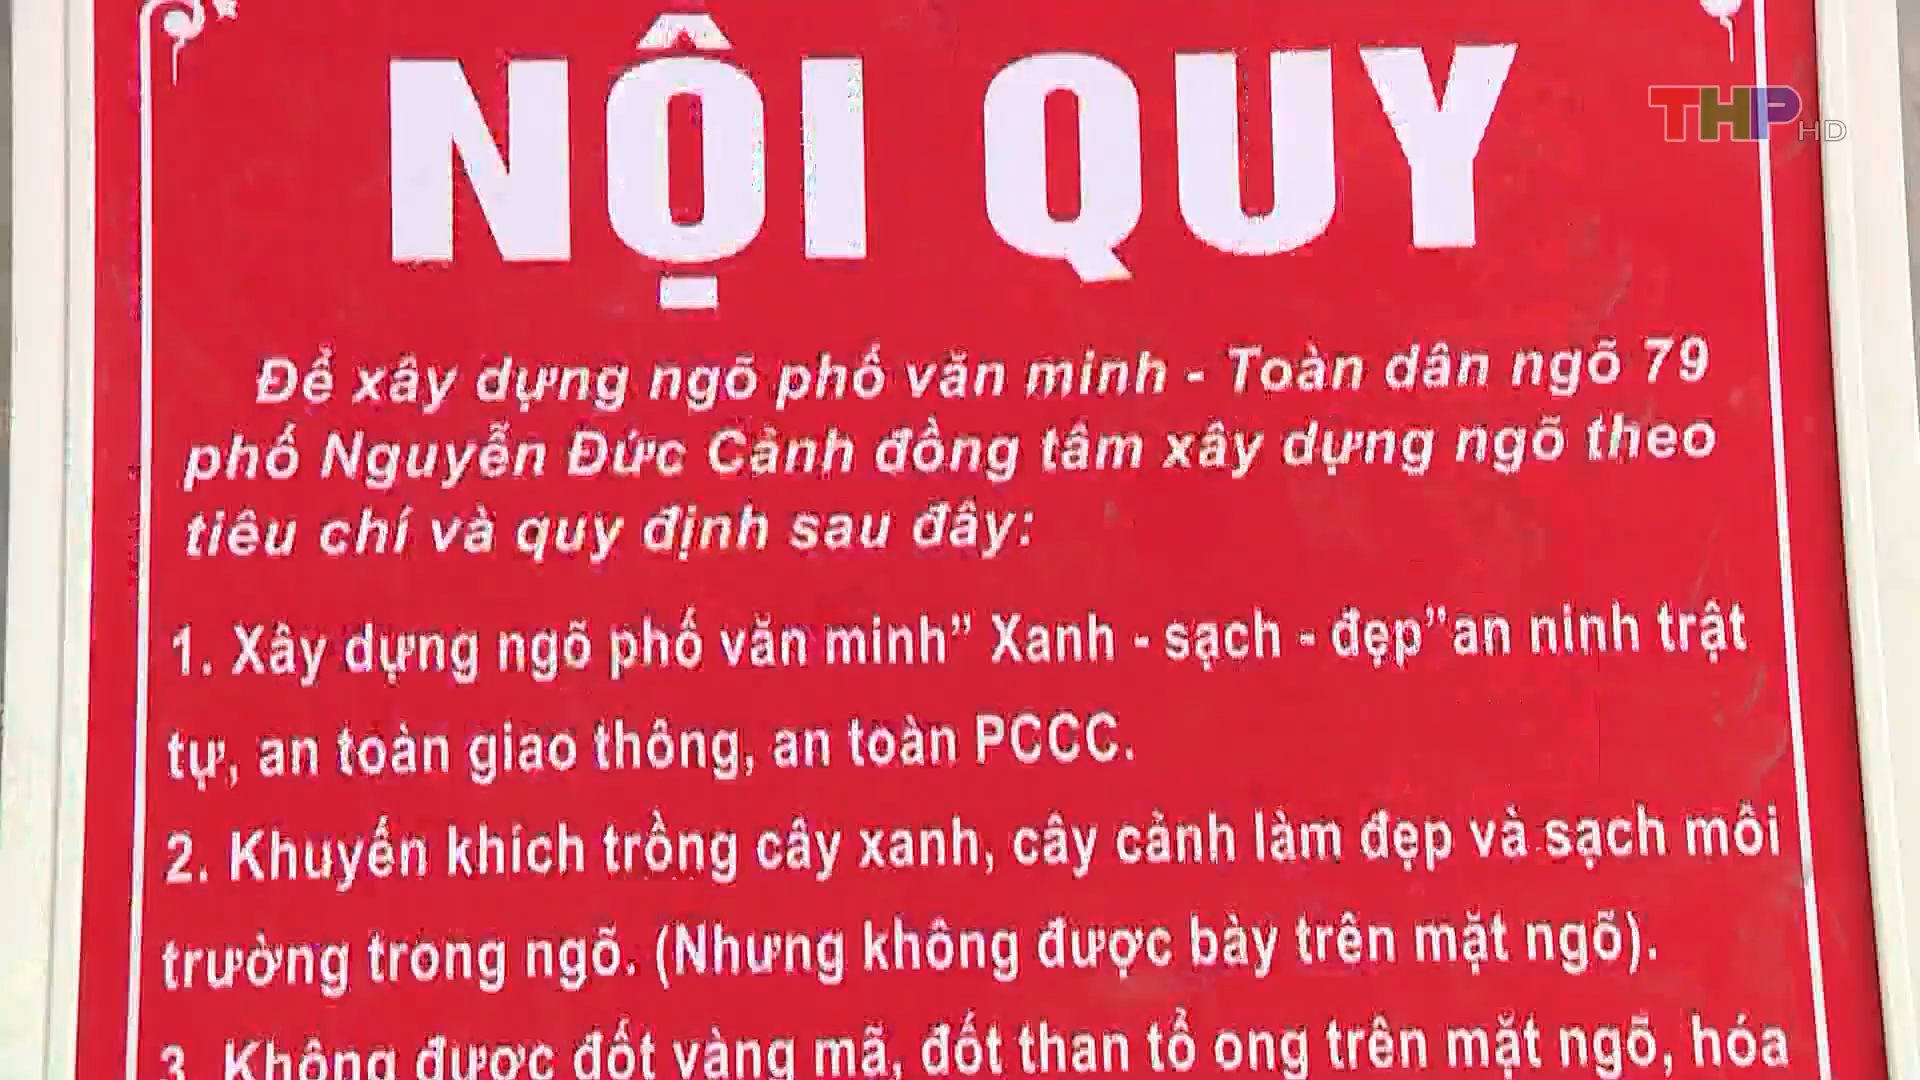 NỘI QUY
THP HD
Để xây dựng ngõ phố văn minh - Toàn dân ngõ 79
phố Nguyễn Đức Cảnh đồng tâm xây dựng ngõ theo
tiêu chí và quy định sau đây:
1. Xây dựng ngõ phố văn minh” Xanh - sạch - đẹp”an ninh trật
tự, an toàn giao thông, an toàn PCCC.
2. Khuyến khích trồng cây xanh, cây cảnh làm đẹp và sạch môi
trường trong ngõ. (Nhưng không được bày trên mặt ngõ).
3. Không được đốt vàng mã, đốt than tổ ong trên mặt ngõ, hóa